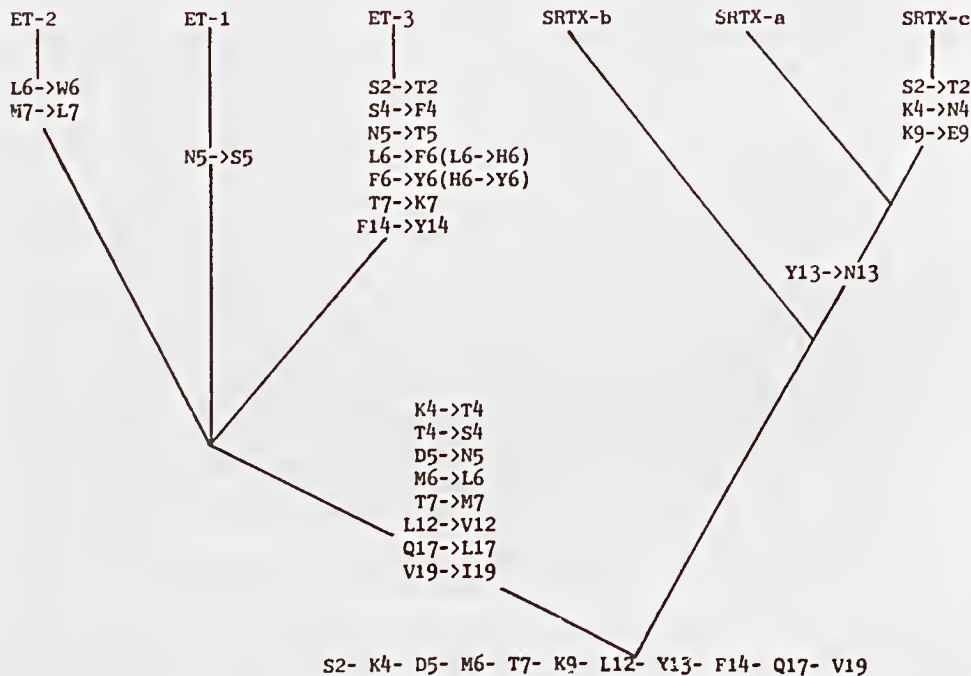 ET-2 ET-1 ET-3 SRTX-b SRTX-a SRTX-c
L6->W6
M7->L7
N5->S5
S2->T2
S4->F4
N5->T5
L6->F6(L6->H6)
F6->Y6(H6->Y6)
T7->K7
F14->Y14
S2->T2
K4->N4
K9->E9
Y13->N13
K4->T4
T4->S4
D5->N5
M6->L6
T7->M7
L12->V12
Q17->L17
V19->I19
S2- K4- D5- M6- T7- K9- L12- Y13- F14- Q17- V19